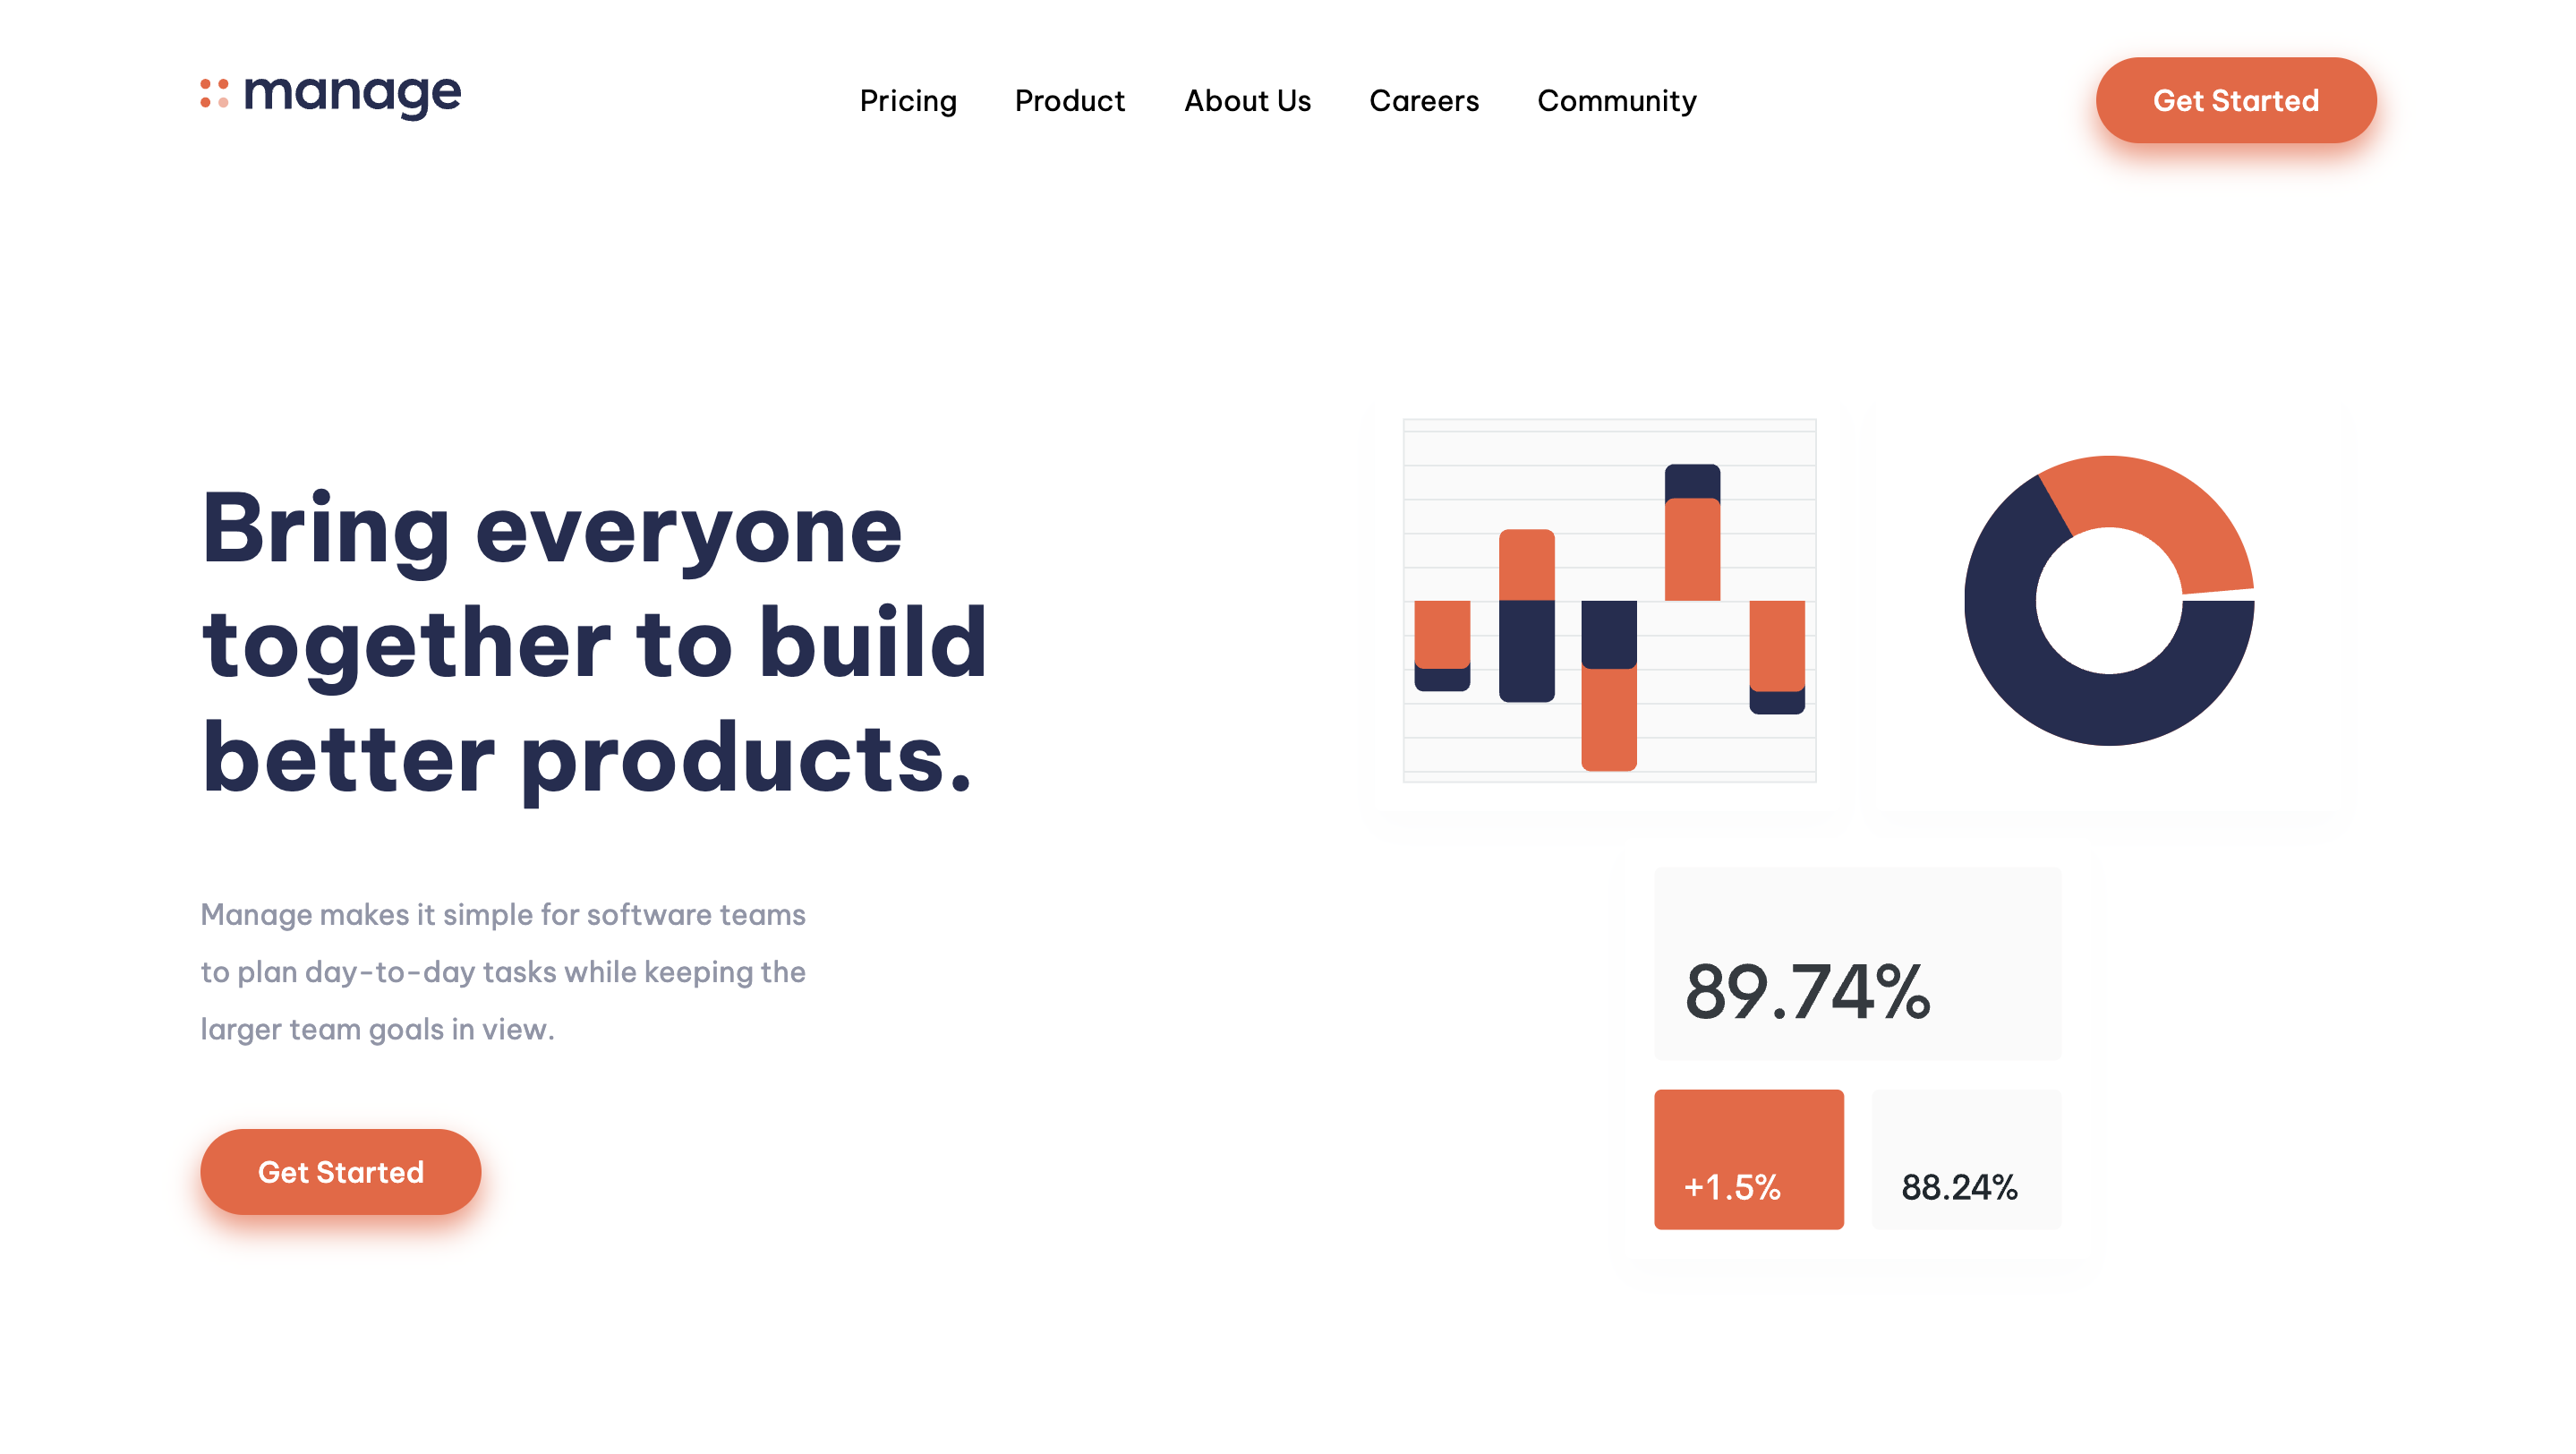 manage
Pricing
Product
About Us
Careers
Community
Get Started
Bring everyone
together to build
better products.
Manage makes it simple for software teams
to plan day-to-day tasks while keeping the
larger team goals in view.
Get Started
89.74%
+1.5%
88.24%